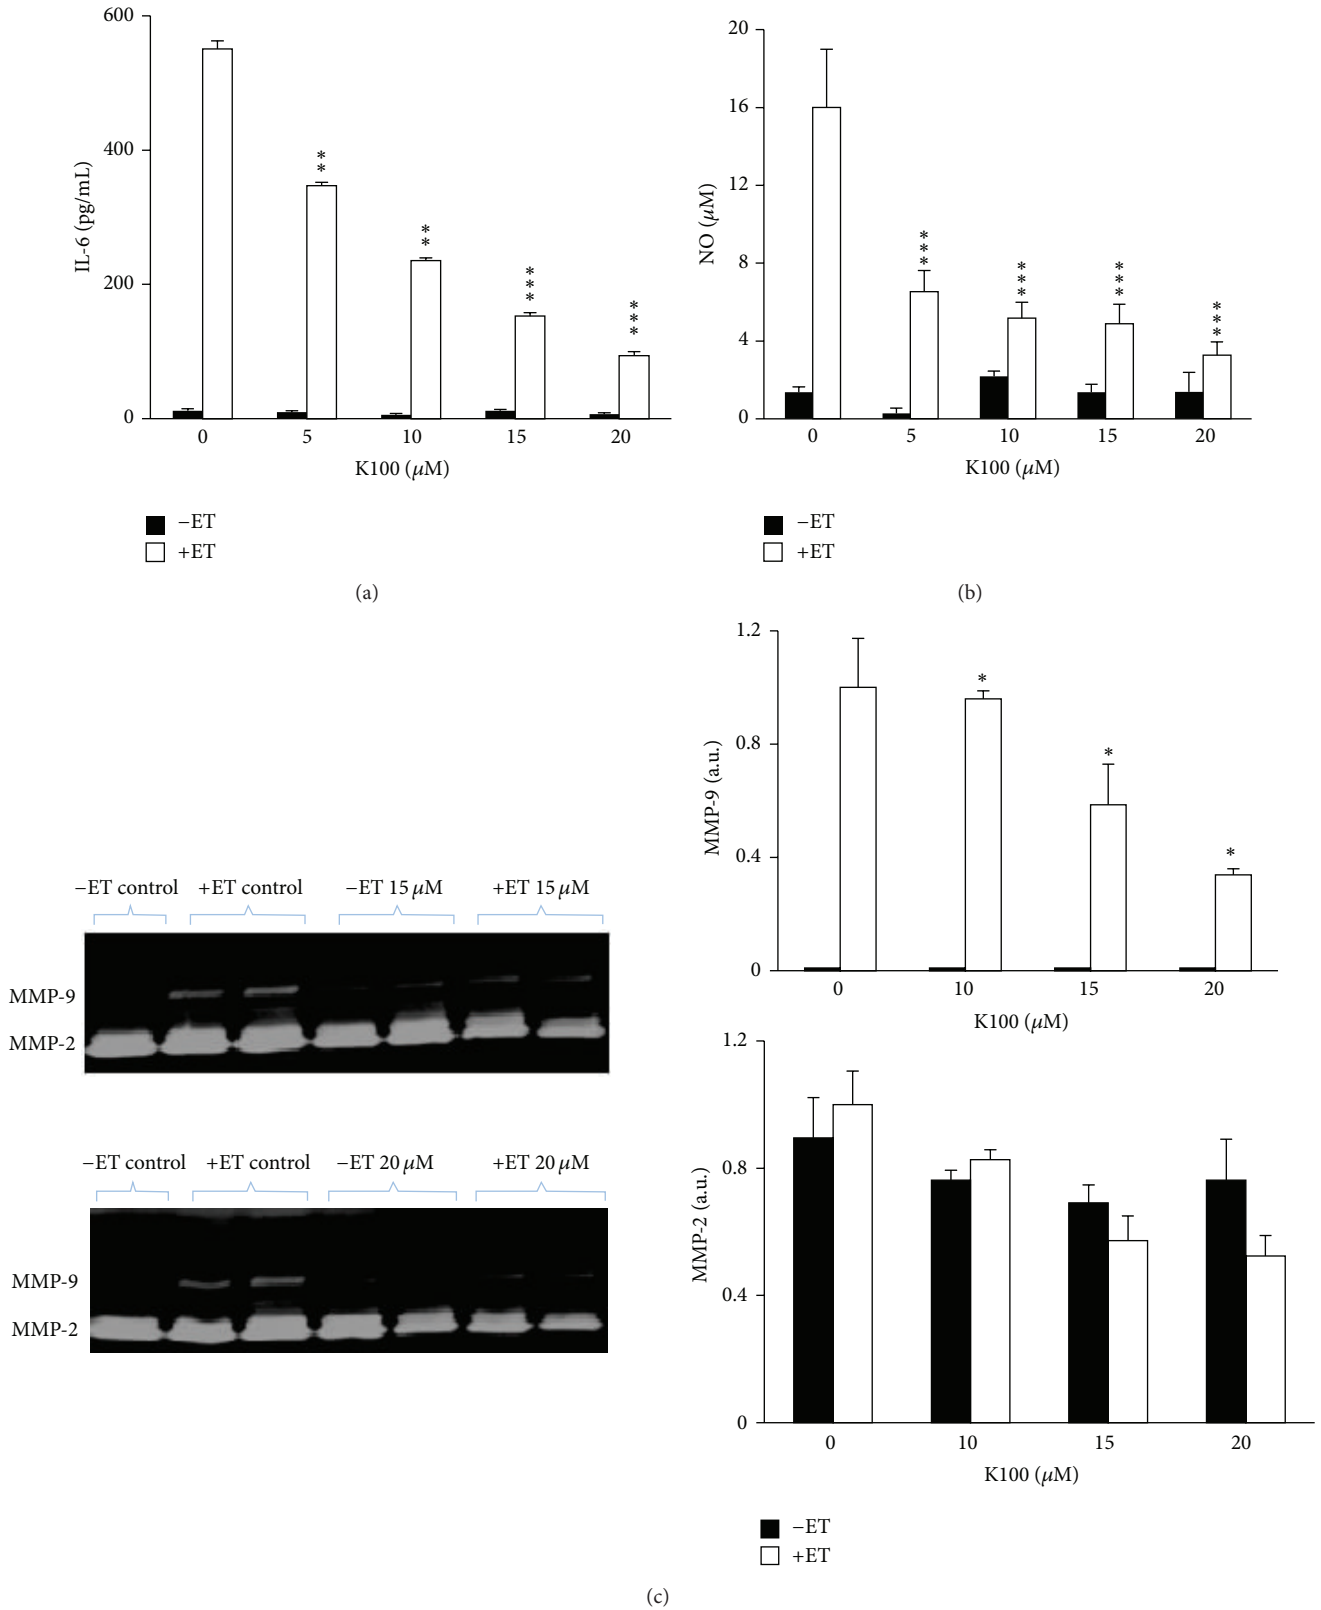 600
400
200
0
IL-6 (pg/mL)
**
**
***
***
0 5 10 15 20
K100 (μM)
−ET
+ET
(a)
20
16
12
8
4
0
NO (μM)
***
***
***
***
0 5 10 15 20
K100 (μM)
−ET
+ET
(b)
−ET control +ET control −ET 15 μM +ET 15 μM
MMP-9
MMP-2
−ET control +ET control −ET 20 μM +ET 20 μM
MMP-9
MMP-2
1.2
0.8
0.4
0
MMP-9 (a.u.)
*
*
*
0 10 15 20
K100 (μM)
1.2
0.8
0.4
0
MMP-2 (a.u.)
0 10 15 20
K100 (μM)
−ET
+ET
(c)